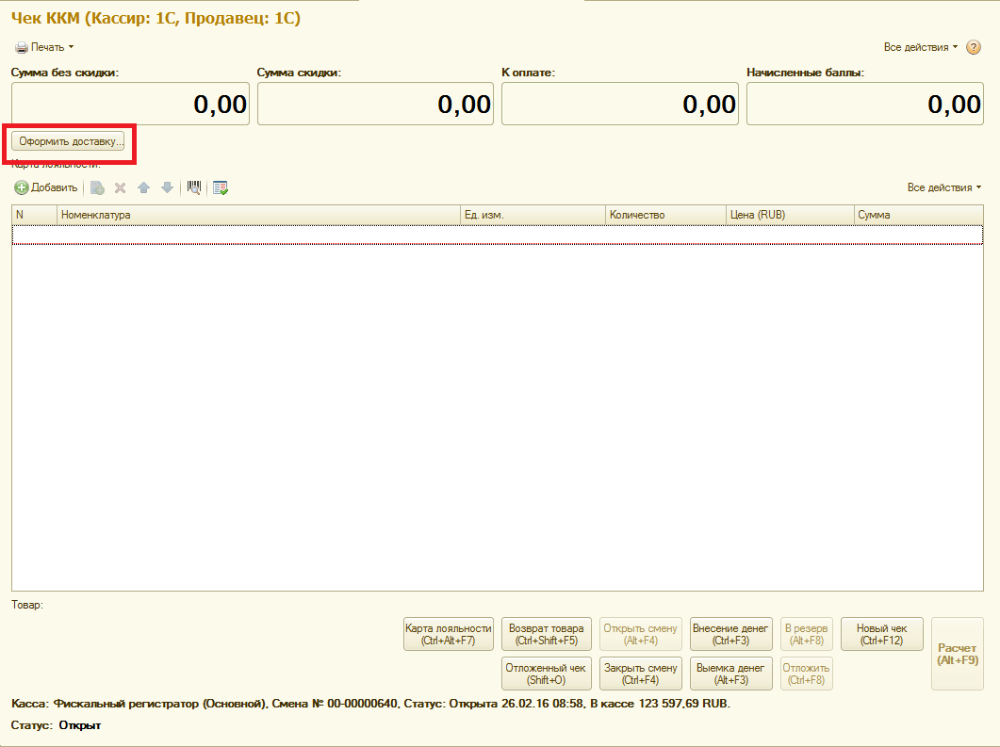 Чек ККМ (Кассир: 1С, Продавец: 1С)
Печать
Все действия
?
Сумма без скидки:
Сумма скидки:
К оплате:
Начисленные баллы:
0,00
0,00
0,00
0,00
Оформить доставку...
Карта лояльности:
Добавить
Все действия
N
Номенклатура
Ед. изм.
Количество
Цена (RUB)
Сумма
Товар:
Карта лояльности
(Ctrl+Alt+F7)
Возврат товара
(Ctrl+Shift+F5)
Открыть смену
(Alt+F4)
Внесение денег
(Ctrl+F3)
В резерв
(Alt+F8)
Новый чек
(Ctrl+F12)
Расчет
(Alt+F9)
Отложенный чек
(Shift+O)
Закрыть смену
(Ctrl+F4)
Выемка денег
(Alt+F3)
Отложить
(Ctrl+F8)
Касса: Фискальный регистратор (Основной), Смена № 00-00000640, Статус: Открыта 26.02.16 08:58, В кассе 123 597,69 RUB.
Статус: Открыт